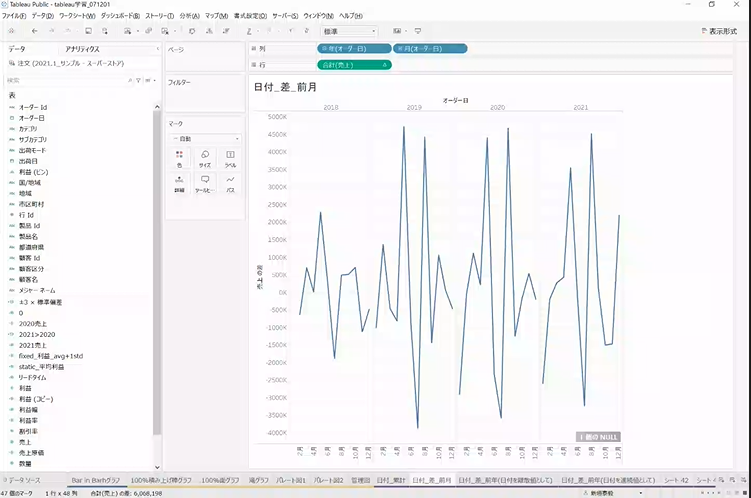 Tableau Public - tableau学習_071201
ファイル(F) データ(D) ワークシート(W) ダッシュボード(B) ストーリー(T) 分析(A) マップ(M) 書式設定(O) サーバー(S) ウィンドウ(N) ヘルプ(H)
標準
表示形式
データ アナリティクス
注文 (2021.1_サンプル - スーパーストア)
検索
表
オーダー Id
オーダー日
カテゴリ
サブカテゴリ
出荷モード
出荷日
利益 (ビン)
国/地域
地域
市区町村
行 Id
製品 Id
製品名
都道府県
顧客 Id
顧客区分
顧客名
メジャー ネーム
±3 × 標準偏差
0
2020売上
2021>2020
2021売上
fixed_利益_avg+1std
static_平均利益
リードタイム
利益
利益 (コピー)
利益幅
利益率
割引率
売上
売上原価
数量
ページ
フィルター
マーク
自動
色 サイズ ラベル
詳細 ツールヒ… パス
列 年(オーダー日) 月(オーダー日)
行 合計(売上)
日付_差_前月
オーダー日
2018 2019 2020 2021
売上 の差
5000K
4500K
4000K
3500K
3000K
2500K
2000K
1500K
1000K
500K
0K
-500K
-1000K
-1500K
-2000K
-2500K
-3000K
-3500K
-4000K
2月 4月 6月 8月 10月 12月 2月 4月 6月 8月 10月 12月 2月 4月 6月 8月 10月 12月 2月 4月 6月 8月 10月 12月
1 個の NULL
データ ソース Bar in Barhグラフ 100%積み上げ棒グラフ 100%面グラフ 滝グラフ パレート図1 パレート図2 管理図 日付_累計 日付_差_前月 日付_差_前年(日付を離散値として) 日付_差_前年(日付を連続値として) シート 42
47 個のマーク 1 行 x 48 列 合計(売上) の差: 6,068,198